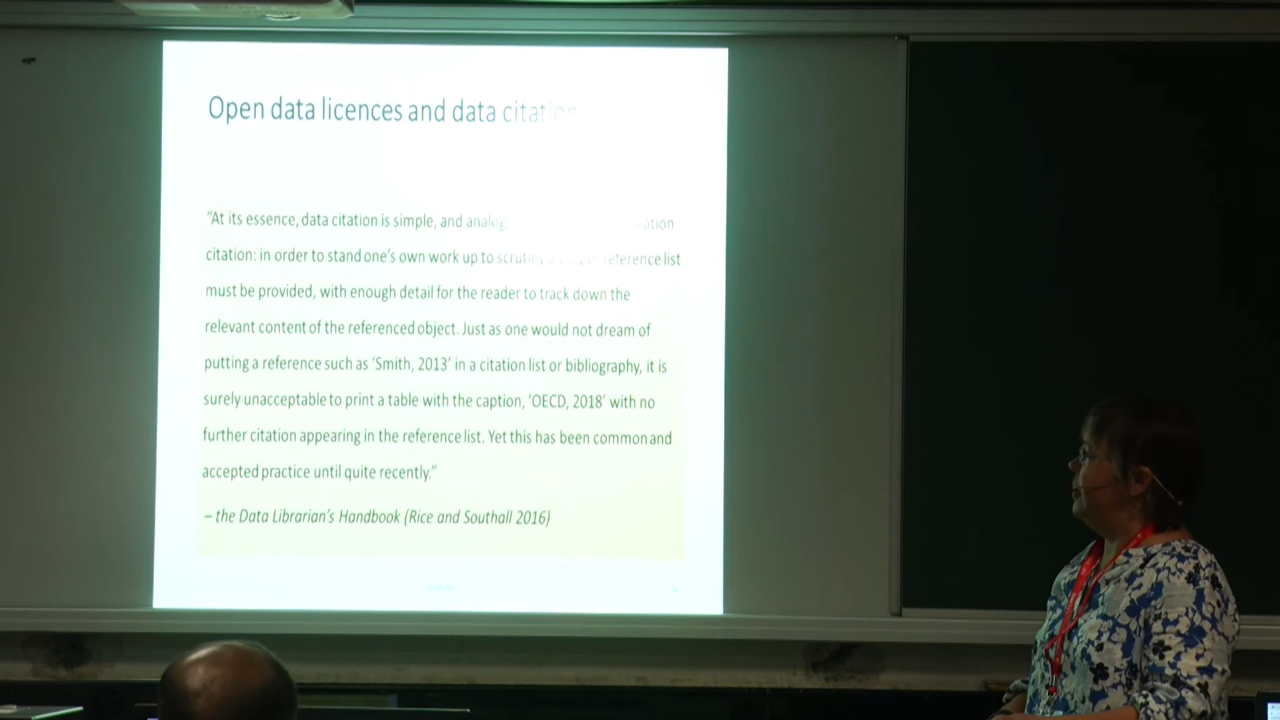 Open data licences and data citation
“At its essence, data citation is simple, and
citation: in order to stand one’s own work up to scrutiny reference list
must be provided, with enough detail for the reader to track down the
relevant content of the referenced object. Just as one would not dream of
putting a reference such as ‘Smith, 2013’ in a citation list or bibliography, it is
surely unacceptable to print a table with the caption, ‘OECD, 2018’ with no
further citation appearing in the reference list. Yet this has been common and
accepted practice until quite recently.”
– the Data Librarian’s Handbook (Rice and Southall 2016)